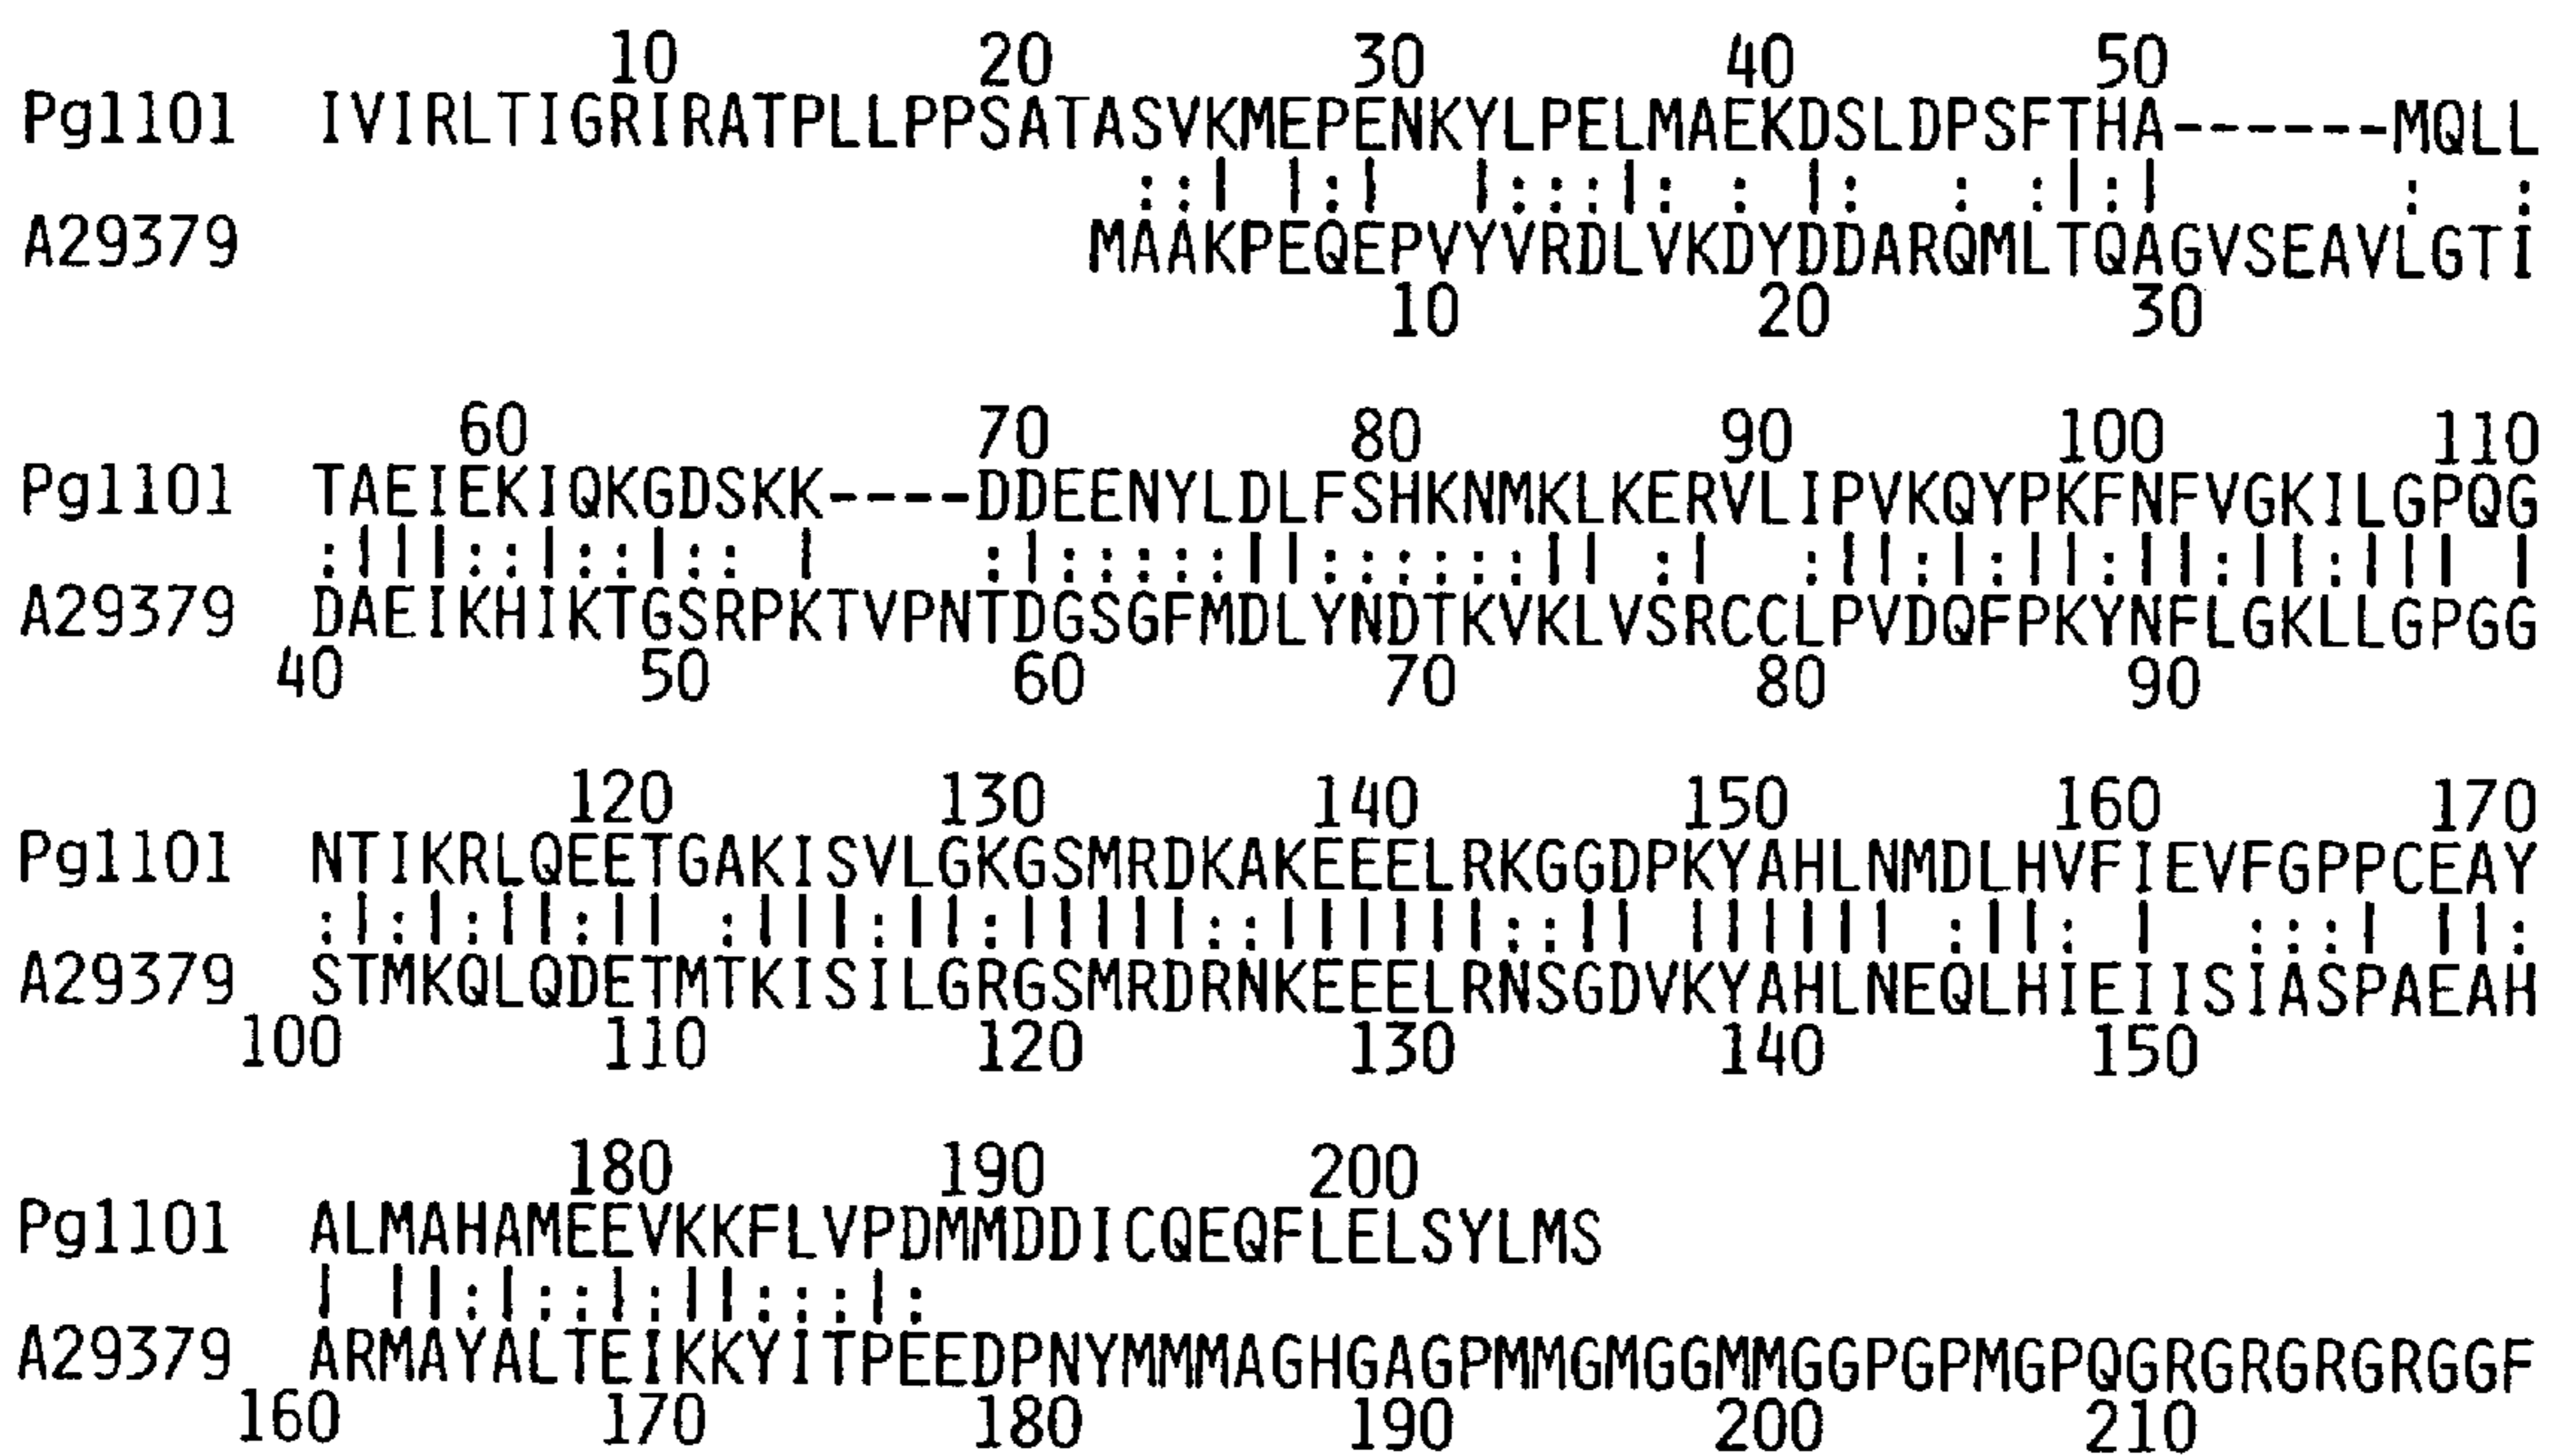 10 20 30 40 50
Pg1101 IVIRLTIGRIRATPLLPPSATASVKMEPENKYLPELMAEKDSLDPSFTHA------MQLL
::| |:| |:::|: : |: : :|:| : :
A29379 MAAKPEQEPVYVRDLVKDYDDARQMLTQAGVSEAVLGTI
10 20 30
60 70 80 90 100 110
Pg1101 TAEIEKIQKGDSKK----DDEENYLDLFSHKNMKLKERVLIPVKQYPKFNFVGKILGPQG
:|||::|::|:: | :|:::::||::::::|| :| :||:|:||:||:||:||| |
A29379 DAEIKHIKTGSRPKTVPNTDGSGFMDLYNDTKVKLVSRCCLPVDQFPKYNFLGKLLGPGG
40 50 60 70 80 90
120 130 140 150 160 170
Pg1101 NTIKRLQEETGAKISVLGKGSMRDKAKEEELRKGGDPKYAHLNMDLHVFIEVFGPPCEAY
:|:|:||:|| :|||:||:|||||::||||||::|| |||||| :||: | :::| ||:
A29379 STMKQLQDETMTKISILGRGSMRDRNKEEELRNSGDVKYAHLNEQLHIEIISIASPAEAH
100 110 120 130 140 150
180 190 200
Pg1101 ALMAHAMEEVKKFLVPDMMDDICQEQFLELSYLMS
| ||:|::|:||:::|:
A29379 ARMAYALTEIKKYITPEEDPNYMMMAGHGAGPMMGMGGMMGGPGPMGPQGRGRGRGRGGF
160 170 180 190 200 210